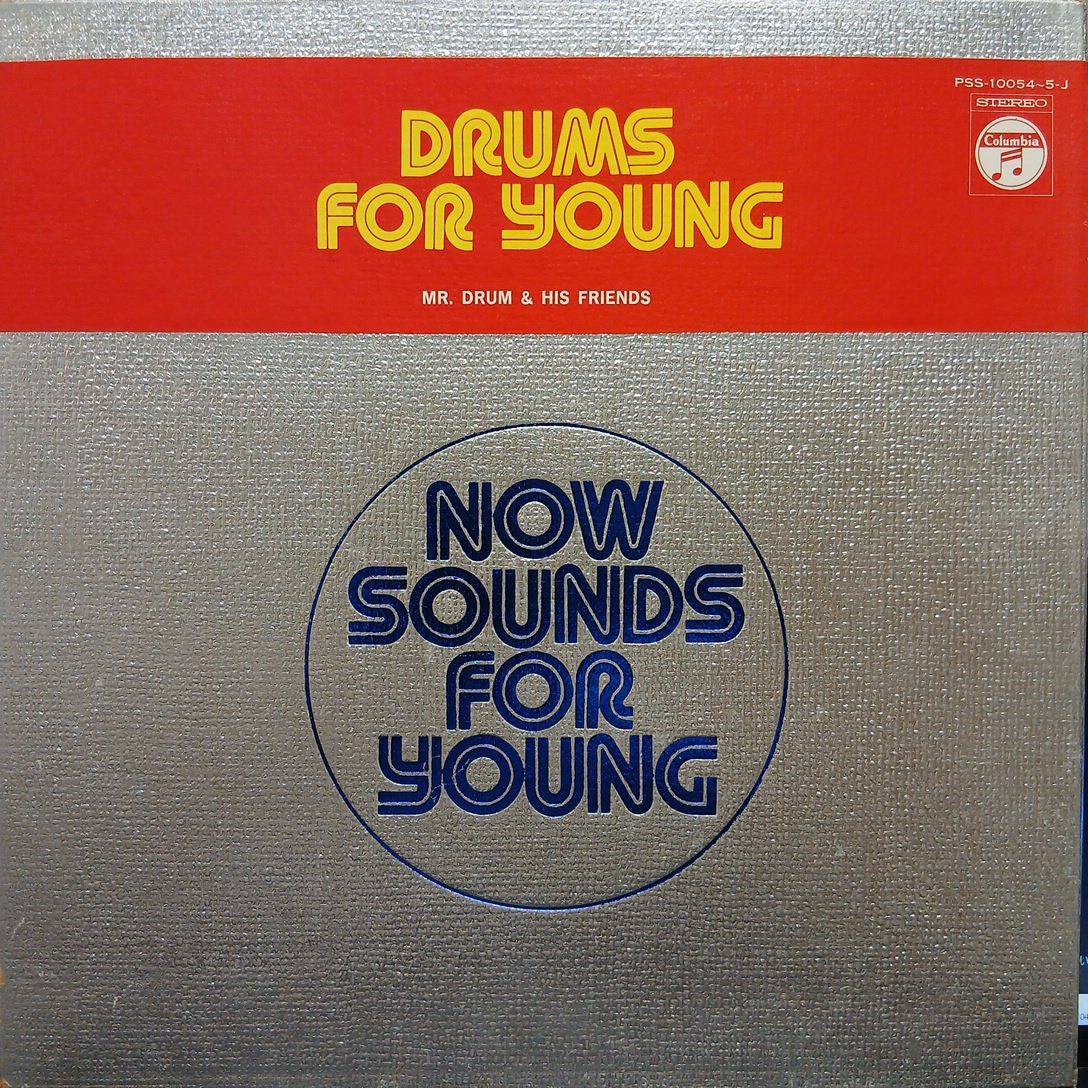 PSS-10054~5-J
STEREO
Columbia
DRUMS
FOR YOUNG
MR. DRUM & HIS FRIENDS
NOW
SOUNDS
FOR
YOUNG